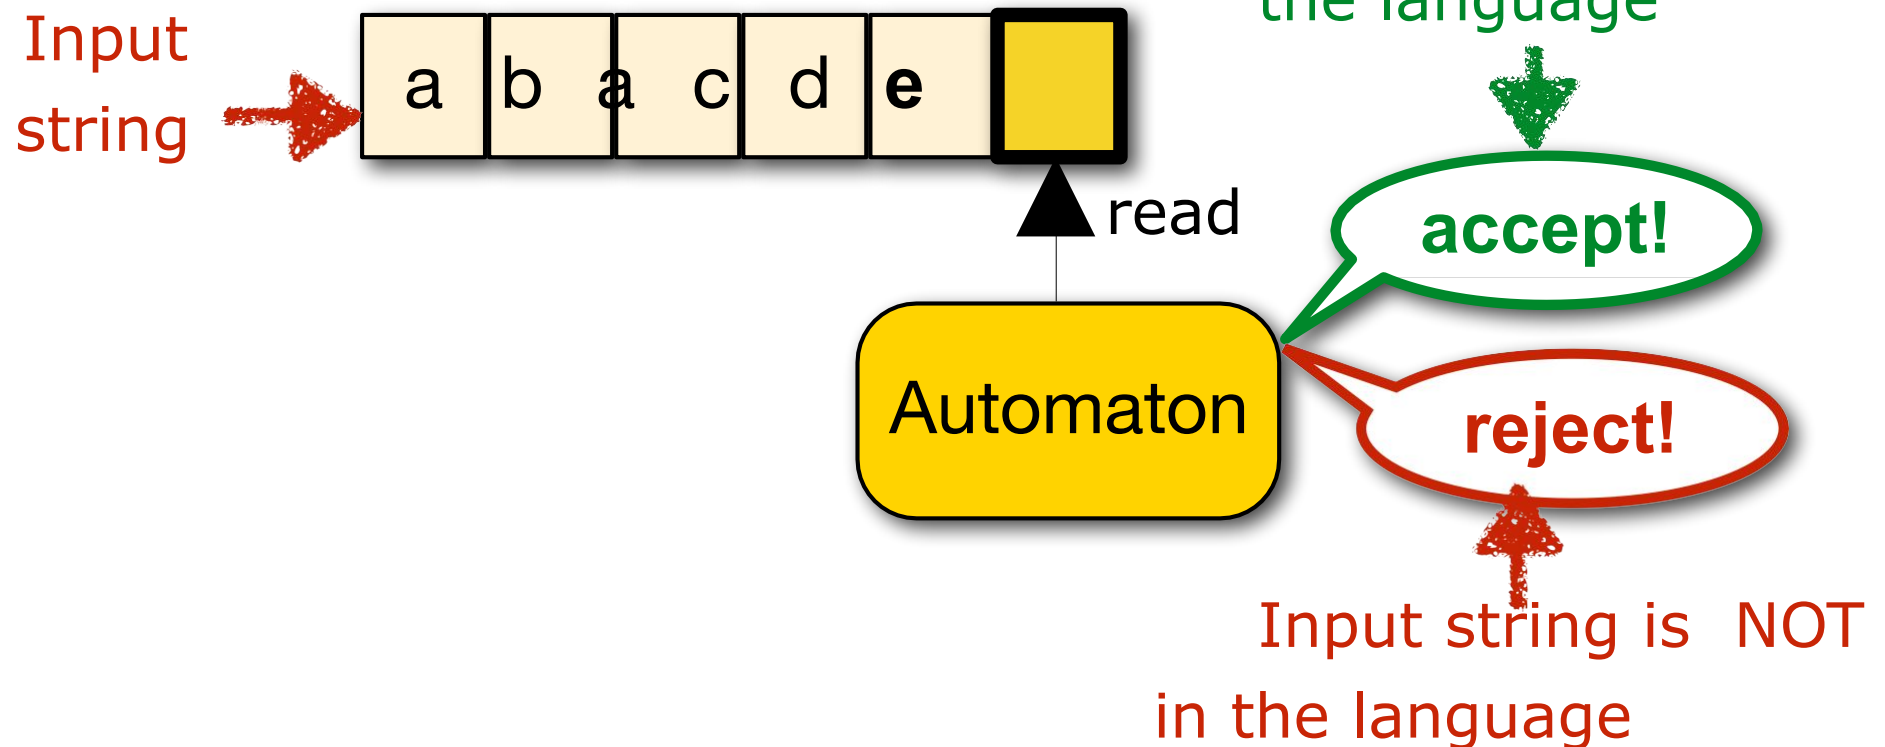 the language
Input
string
a b a c d e
read
accept!
Automaton
reject!
Input string is NOT
in the language